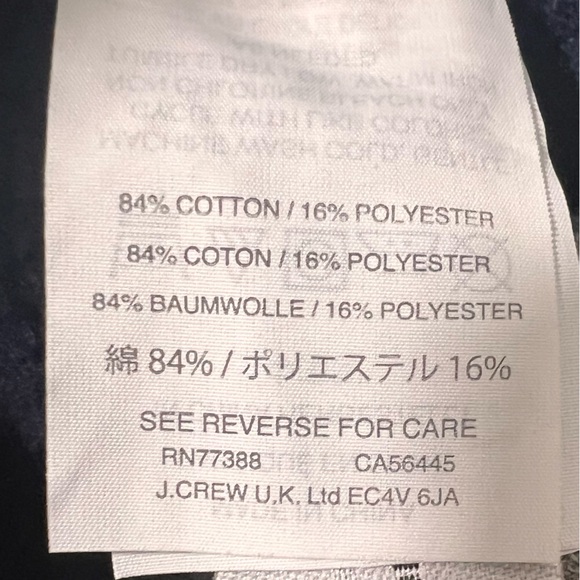 84% COTTON / 16% POLYESTER
84% COTON / 16% POLYESTER
84% BAUMWOLLE / 16% POLYESTER
綿 84% / ポリエステル 16%
SEE REVERSE FOR CARE
RN77388 CA56445
J.CREW U.K. Ltd EC4V 6JA